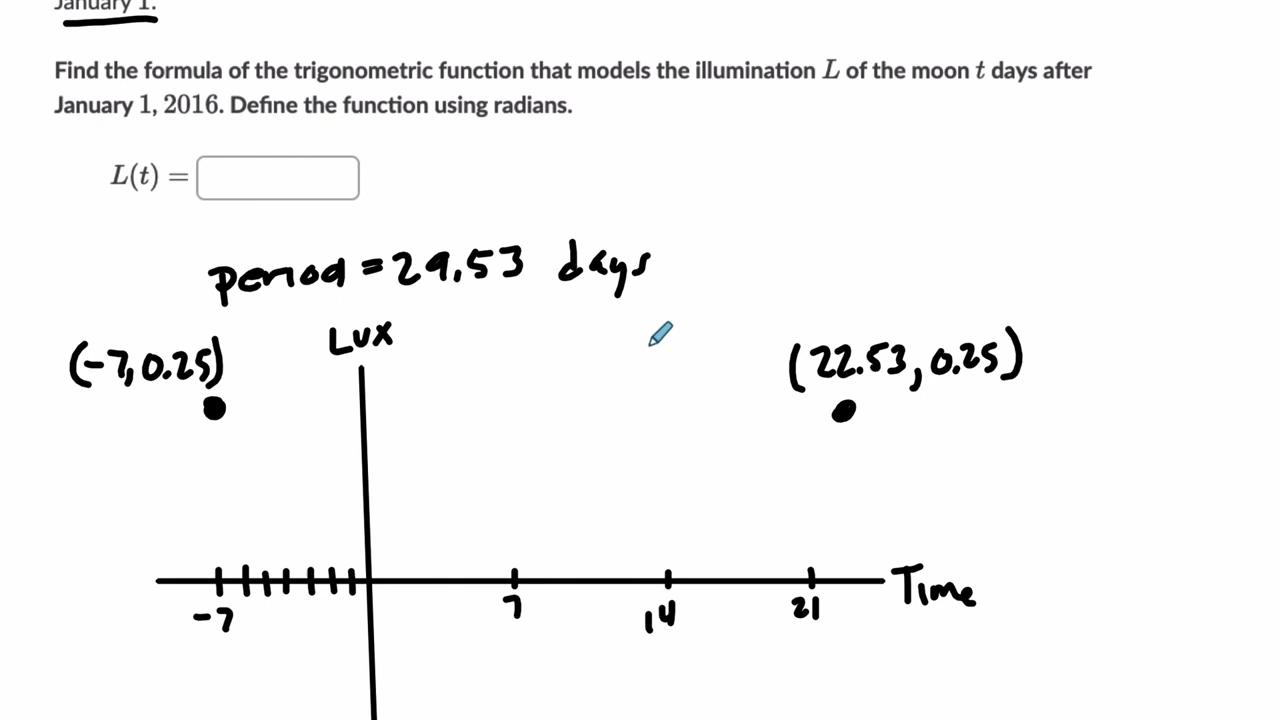 January 1.
Find the formula of the trigonometric function that models the illumination L of the moon t days after
January 1, 2016. Define the function using radians.
L(t) =
period = 29.53 days
Lux
(-7, 0.25)
(22.53, 0.25)
Time
-7
7
14
21